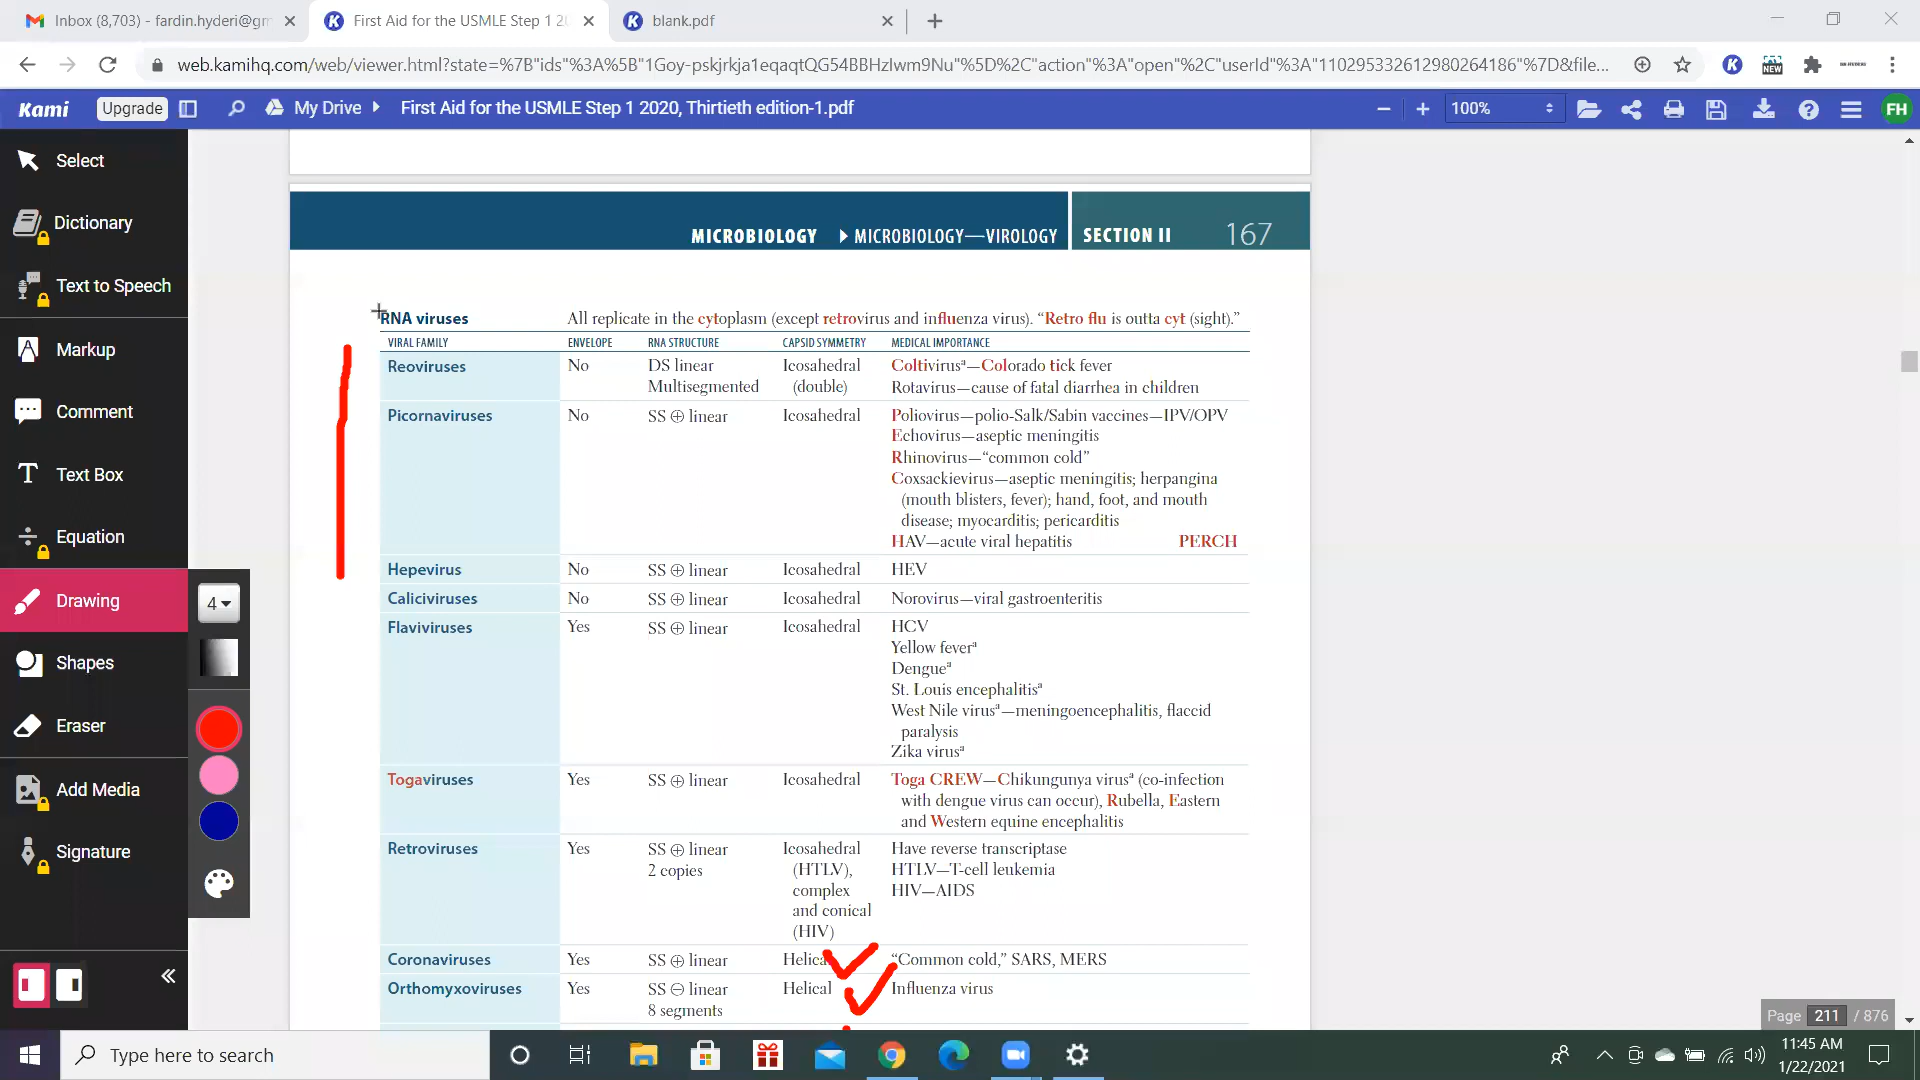 Inbox (8,703) - fardin.hyderi@gm
First Aid for the USMLE Step 1 20
blank.pdf
web.kamihq.com/web/viewer.html?state=%7B"ids"%3A%5B"1Goy-pskjrkja1eqaqtQG54BBHzIwm9Nu"%5D%2C"action"%3A"open"%2C"userId"%3A"110295332612980264186"%7D&file...
NEW
Kami
Upgrade
My Drive
First Aid for the USMLE Step 1 2020, Thirtieth edition-1.pdf
100%
FH
Select
Dictionary
Text to Speech
Markup
Comment
Text Box
Equation
Drawing
4
Shapes
Eraser
Add Media
Signature
MICROBIOLOGY ▶ MICROBIOLOGY—VIROLOGY SECTION II 167
RNA viruses All replicate in the cytoplasm (except retrovirus and influenza virus). “Retro flu is outta cyt (sight).”
VIRAL FAMILY ENVELOPE RNA STRUCTURE CAPSID SYMMETRY MEDICAL IMPORTANCE
Reoviruses No DS linear Icosahedral Coltivirusª—Colorado tick fever
Multisegmented (double) Rotavirus—cause of fatal diarrhea in children
Picornaviruses No SS ⊕ linear Icosahedral Poliovirus—polio-Salk/Sabin vaccines—IPV/OPV
Echovirus—aseptic meningitis
Rhinovirus—“common cold”
Coxsackievirus—aseptic meningitis; herpangina
(mouth blisters, fever); hand, foot, and mouth
disease; myocarditis; pericarditis
HAV—acute viral hepatitis PERCH
Hepevirus No SS ⊕ linear Icosahedral HEV
Caliciviruses No SS ⊕ linear Icosahedral Norovirus—viral gastroenteritis
Flaviviruses Yes SS ⊕ linear Icosahedral HCV
Yellow feverª
Dengueª
St. Louis encephalitisª
West Nile virusª—meningoencephalitis, flaccid
paralysis
Zika virusª
Togaviruses Yes SS ⊕ linear Icosahedral Toga CREW—Chikungunya virusª (co-infection
with dengue virus can occur), Rubella, Eastern
and Western equine encephalitis
Retroviruses Yes SS ⊕ linear Icosahedral Have reverse transcriptase
2 copies (HTLV), HTLV—T-cell leukemia
complex HIV—AIDS
and conical
(HIV)
Coronaviruses Yes SS ⊕ linear Helical “Common cold,” SARS, MERS
Orthomyxoviruses Yes SS ⊖ linear Helical Influenza virus
8 segments
Page 211 / 876
Type here to search
11:45 AM
1/22/2021